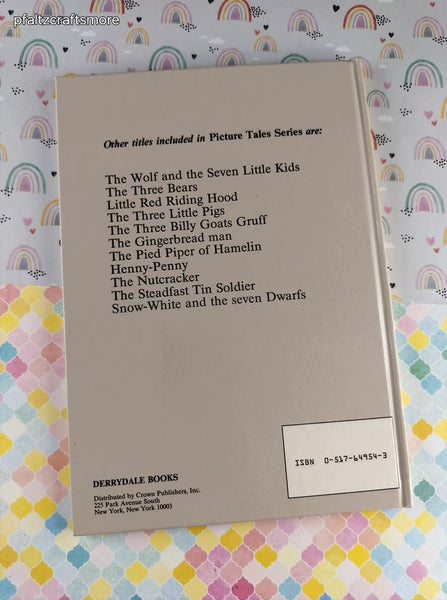 pfaltzcraftsmore
Other titles included in Picture Tales Series are:
The Wolf and the Seven Little Kids
The Three Bears
Little Red Riding Hood
The Three Little Pigs
The Three Billy Goats Gruff
The Gingerbread man
The Pied Piper of Hamelin
Henny-Penny
The Nutcracker
The Steadfast Tin Soldier
Snow-White and the seven Dwarfs
ISBN 0-517-64954-3
DERRYDALE BOOKS
Distributed by Crown Publishers, Inc.
225 Park Avenue South
New York, New York 10003